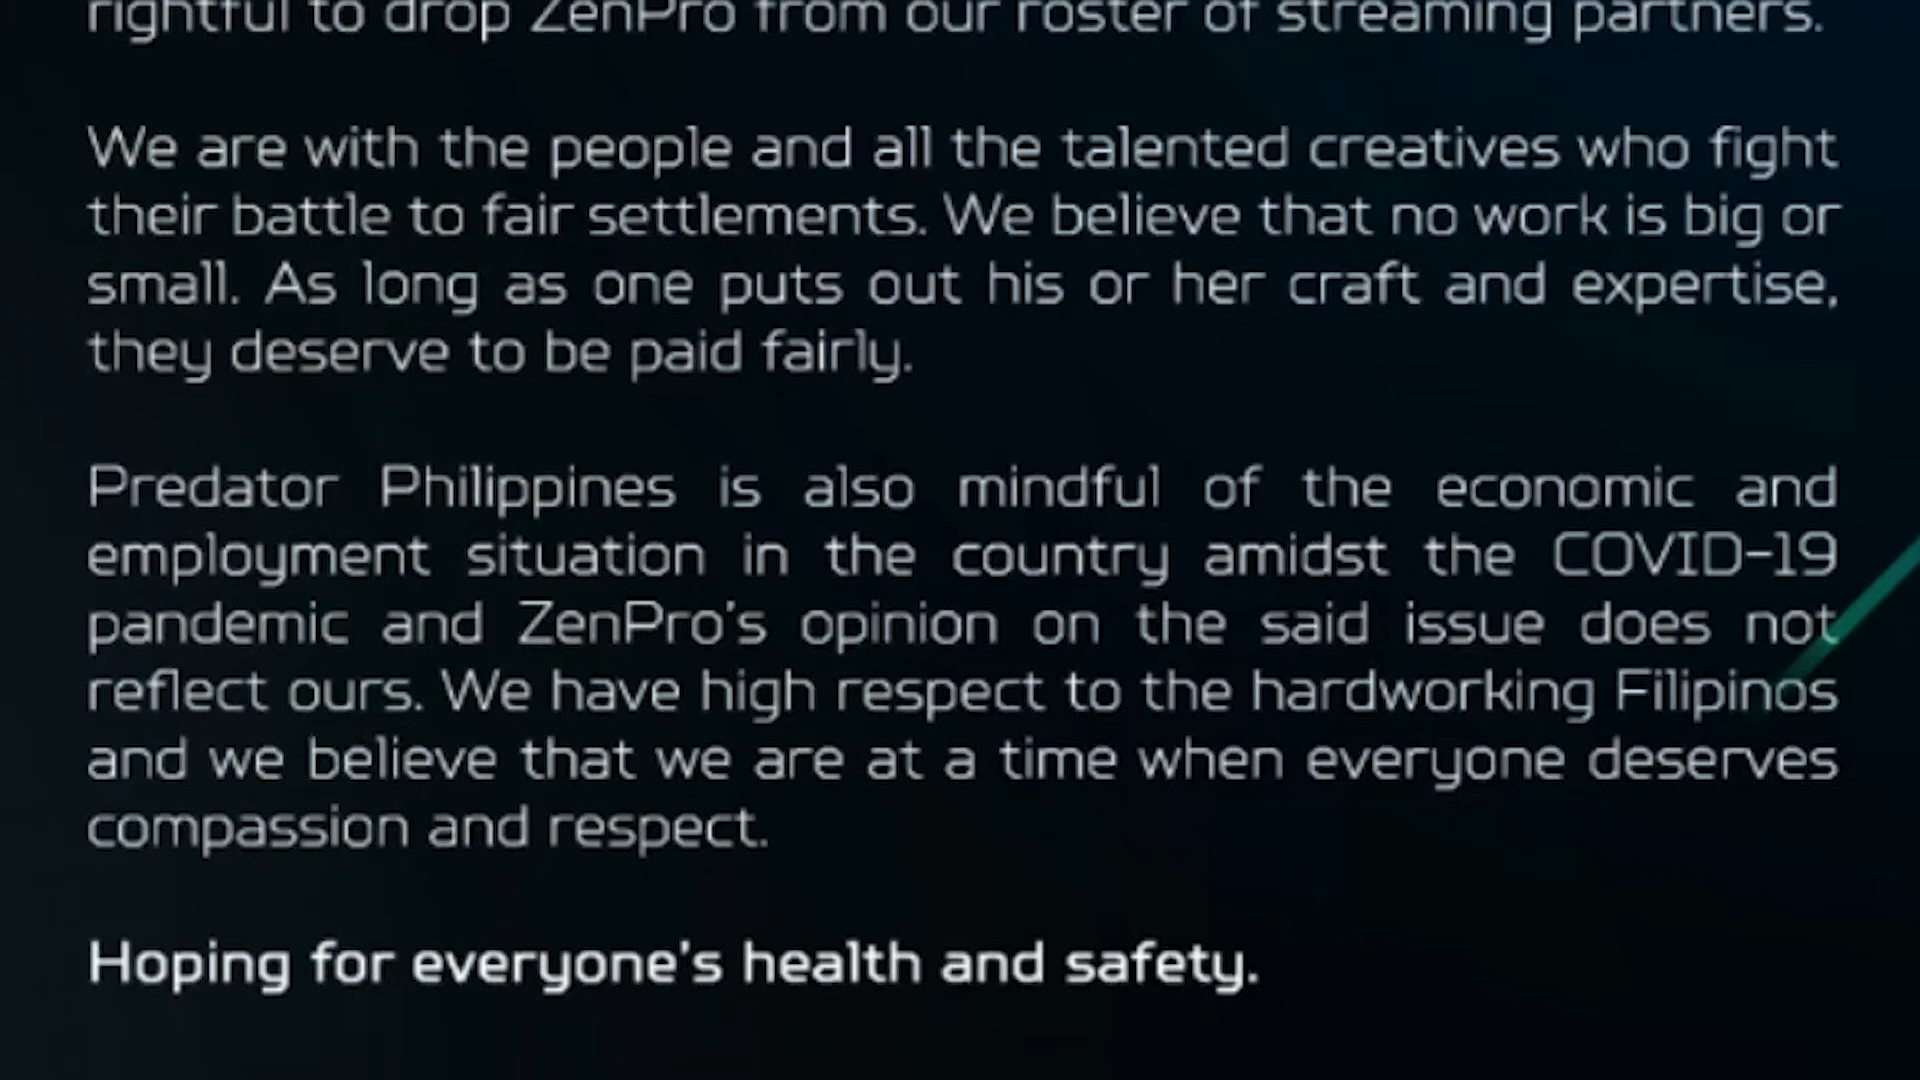 rightful to drop ZenPro from our roster of streaming partners.
We are with the people and all the talented creatives who fight
their battle to fair settlements. We believe that no work is big or
small. As long as one puts out his or her craft and expertise,
they deserve to be paid fairly.
Predator Philippines is also mindful of the economic and
employment situation in the country amidst the COVID-19
pandemic and ZenPro's opinion on the said issue does not
reflect ours. We have high respect to the hardworking Filipinos
and we believe that we are at a time when everyone deserves
compassion and respect.
Hoping for everyone's health and safety.